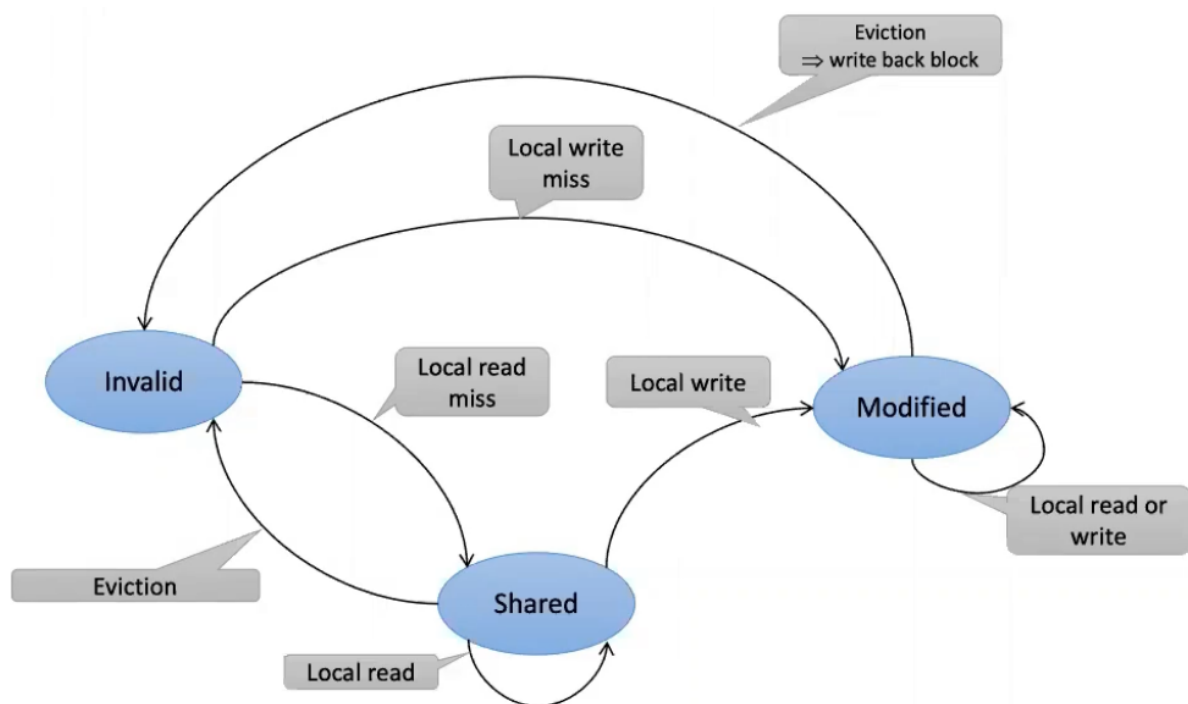 Eviction
⇒ write back block
Local write
miss
Invalid
Local read
miss
Local write
Modified
Local read or
write
Eviction
Shared
Local read